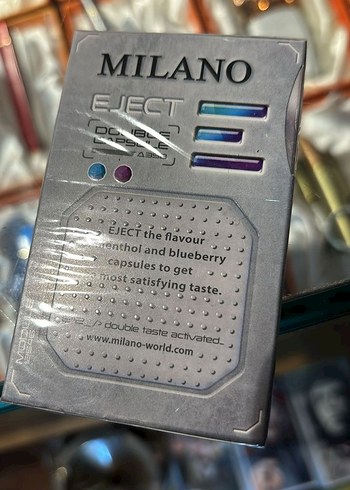 MILANO
EJECT
DOUBLE
CAPSULE
EJECT the flavour
menthol and blueberry
capsules to get
most satisfying taste.
double taste activated_
www.milano-world.com